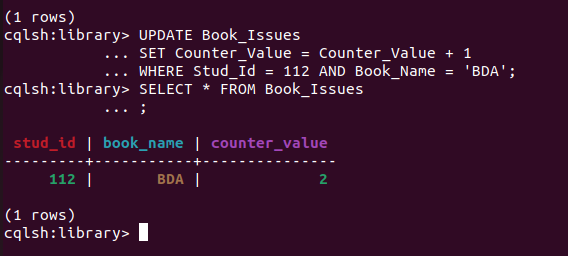 (1 rows)
cqlsh:library> UPDATE Book_Issues
           ... SET Counter_Value = Counter_Value + 1
           ... WHERE Stud_Id = 112 AND Book_Name = 'BDA';
cqlsh:library> SELECT * FROM Book_Issues
           ... ;

 stud_id | book_name | counter_value
---------+-----------+---------------
     112 |       BDA |             2

(1 rows)
cqlsh:library>